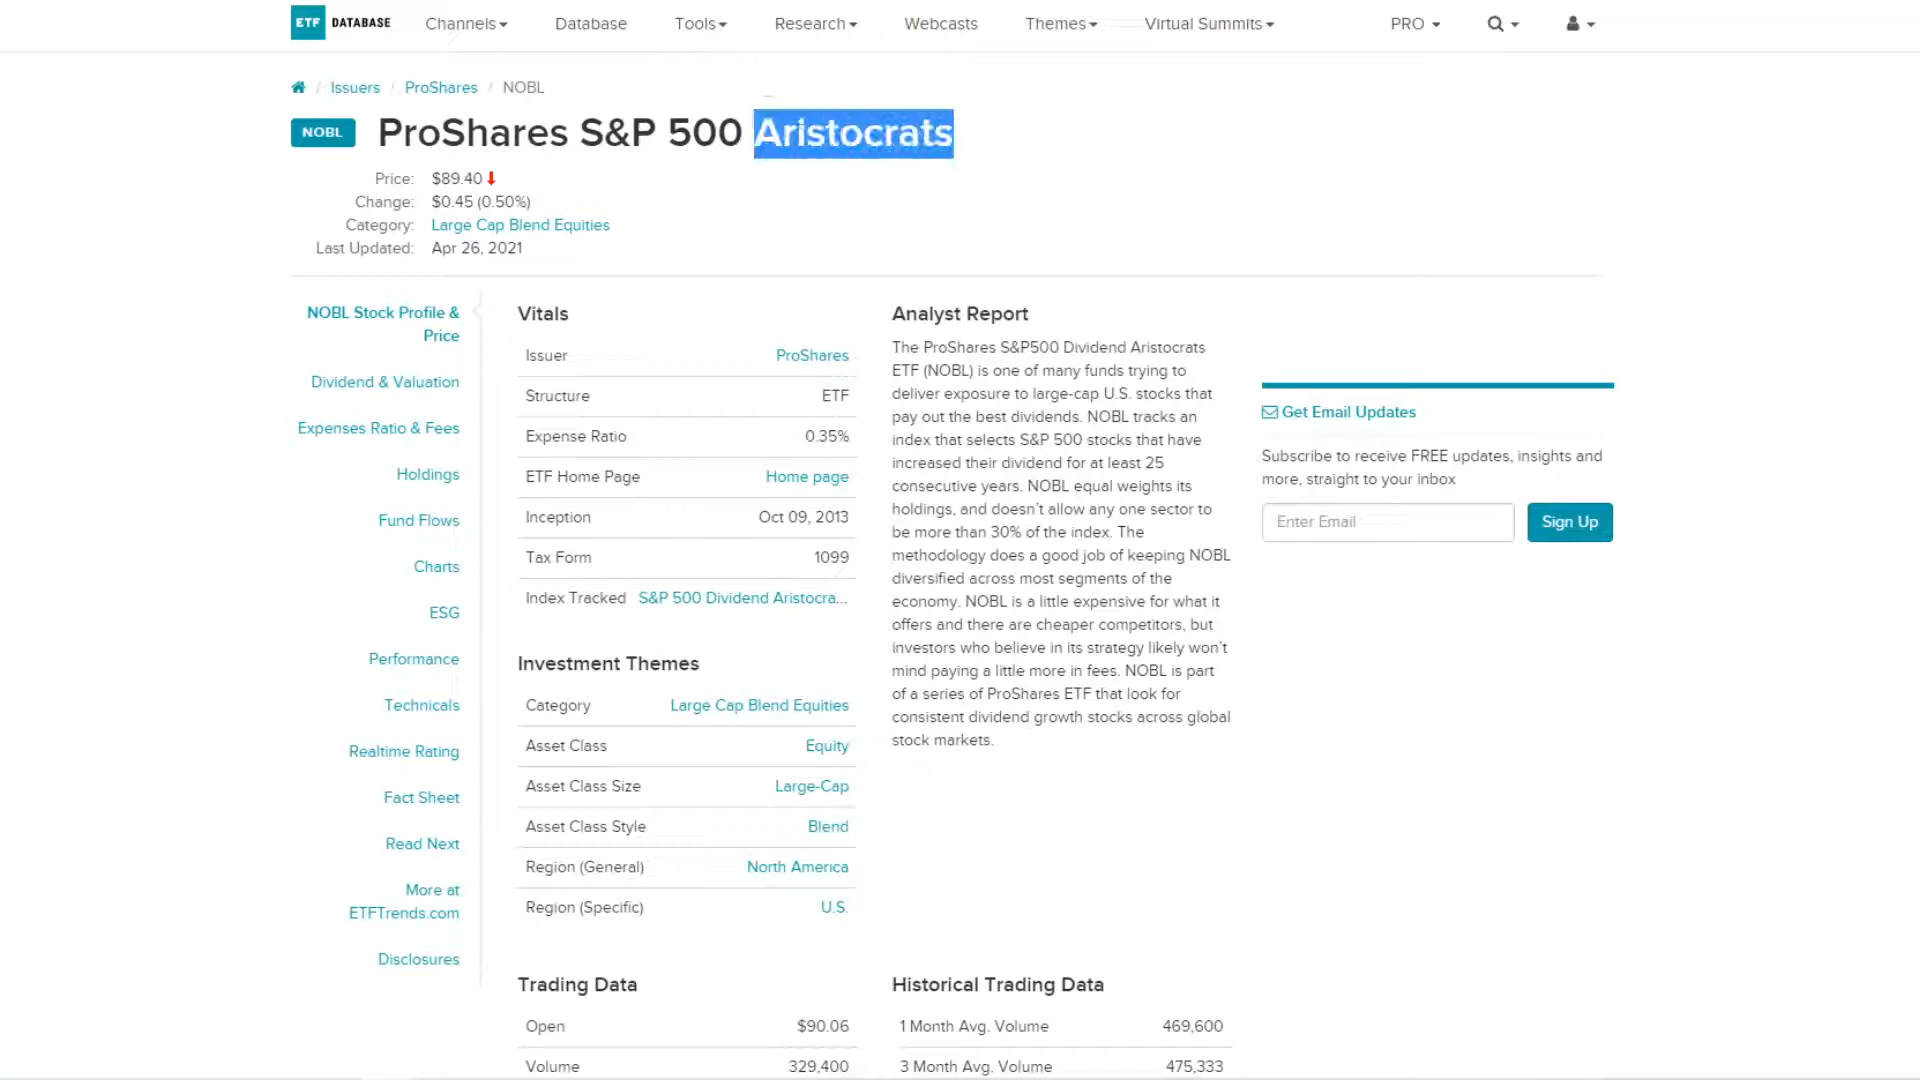 ETF DATABASE
Channels
Database
Tools
Research
Webcasts
Themes
Virtual Summits
PRO
/ Issuers / ProShares / NOBL
NOBL ProShares S&P 500 Aristocrats
Price: $89.40
Change: $0.45 (0.50%)
Category: Large Cap Blend Equities
Last Updated: Apr 26, 2021
NOBL Stock Profile &
Price
Dividend & Valuation
Expenses Ratio & Fees
Holdings
Fund Flows
Charts
ESG
Performance
Technicals
Realtime Rating
Fact Sheet
Read Next
More at
ETFTrends.com
Disclosures
Vitals
Issuer ProShares
Structure ETF
Expense Ratio 0.35%
ETF Home Page Home page
Inception Oct 09, 2013
Tax Form 1099
Index Tracked S&P 500 Dividend Aristocra...
Investment Themes
Category Large Cap Blend Equities
Asset Class Equity
Asset Class Size Large-Cap
Asset Class Style Blend
Region (General) North America
Region (Specific) U.S.
Analyst Report
The ProShares S&P500 Dividend Aristocrats
ETF (NOBL) is one of many funds trying to
deliver exposure to large-cap U.S. stocks that
pay out the best dividends. NOBL tracks an
index that selects S&P 500 stocks that have
increased their dividend for at least 25
consecutive years. NOBL equal weights its
holdings, and doesn't allow any one sector to
be more than 30% of the index. The
methodology does a good job of keeping NOBL
diversified across most segments of the
economy. NOBL is a little expensive for what it
offers and there are cheaper competitors, but
investors who believe in its strategy likely won't
mind paying a little more in fees. NOBL is part
of a series of ProShares ETF that look for
consistent dividend growth stocks across global
stock markets.
Get Email Updates
Subscribe to receive FREE updates, insights and
more, straight to your inbox
Enter Email
Sign Up
Trading Data
Open $90.06
Volume 329,400
Historical Trading Data
1 Month Avg. Volume 469,600
3 Month Avg. Volume 475,333